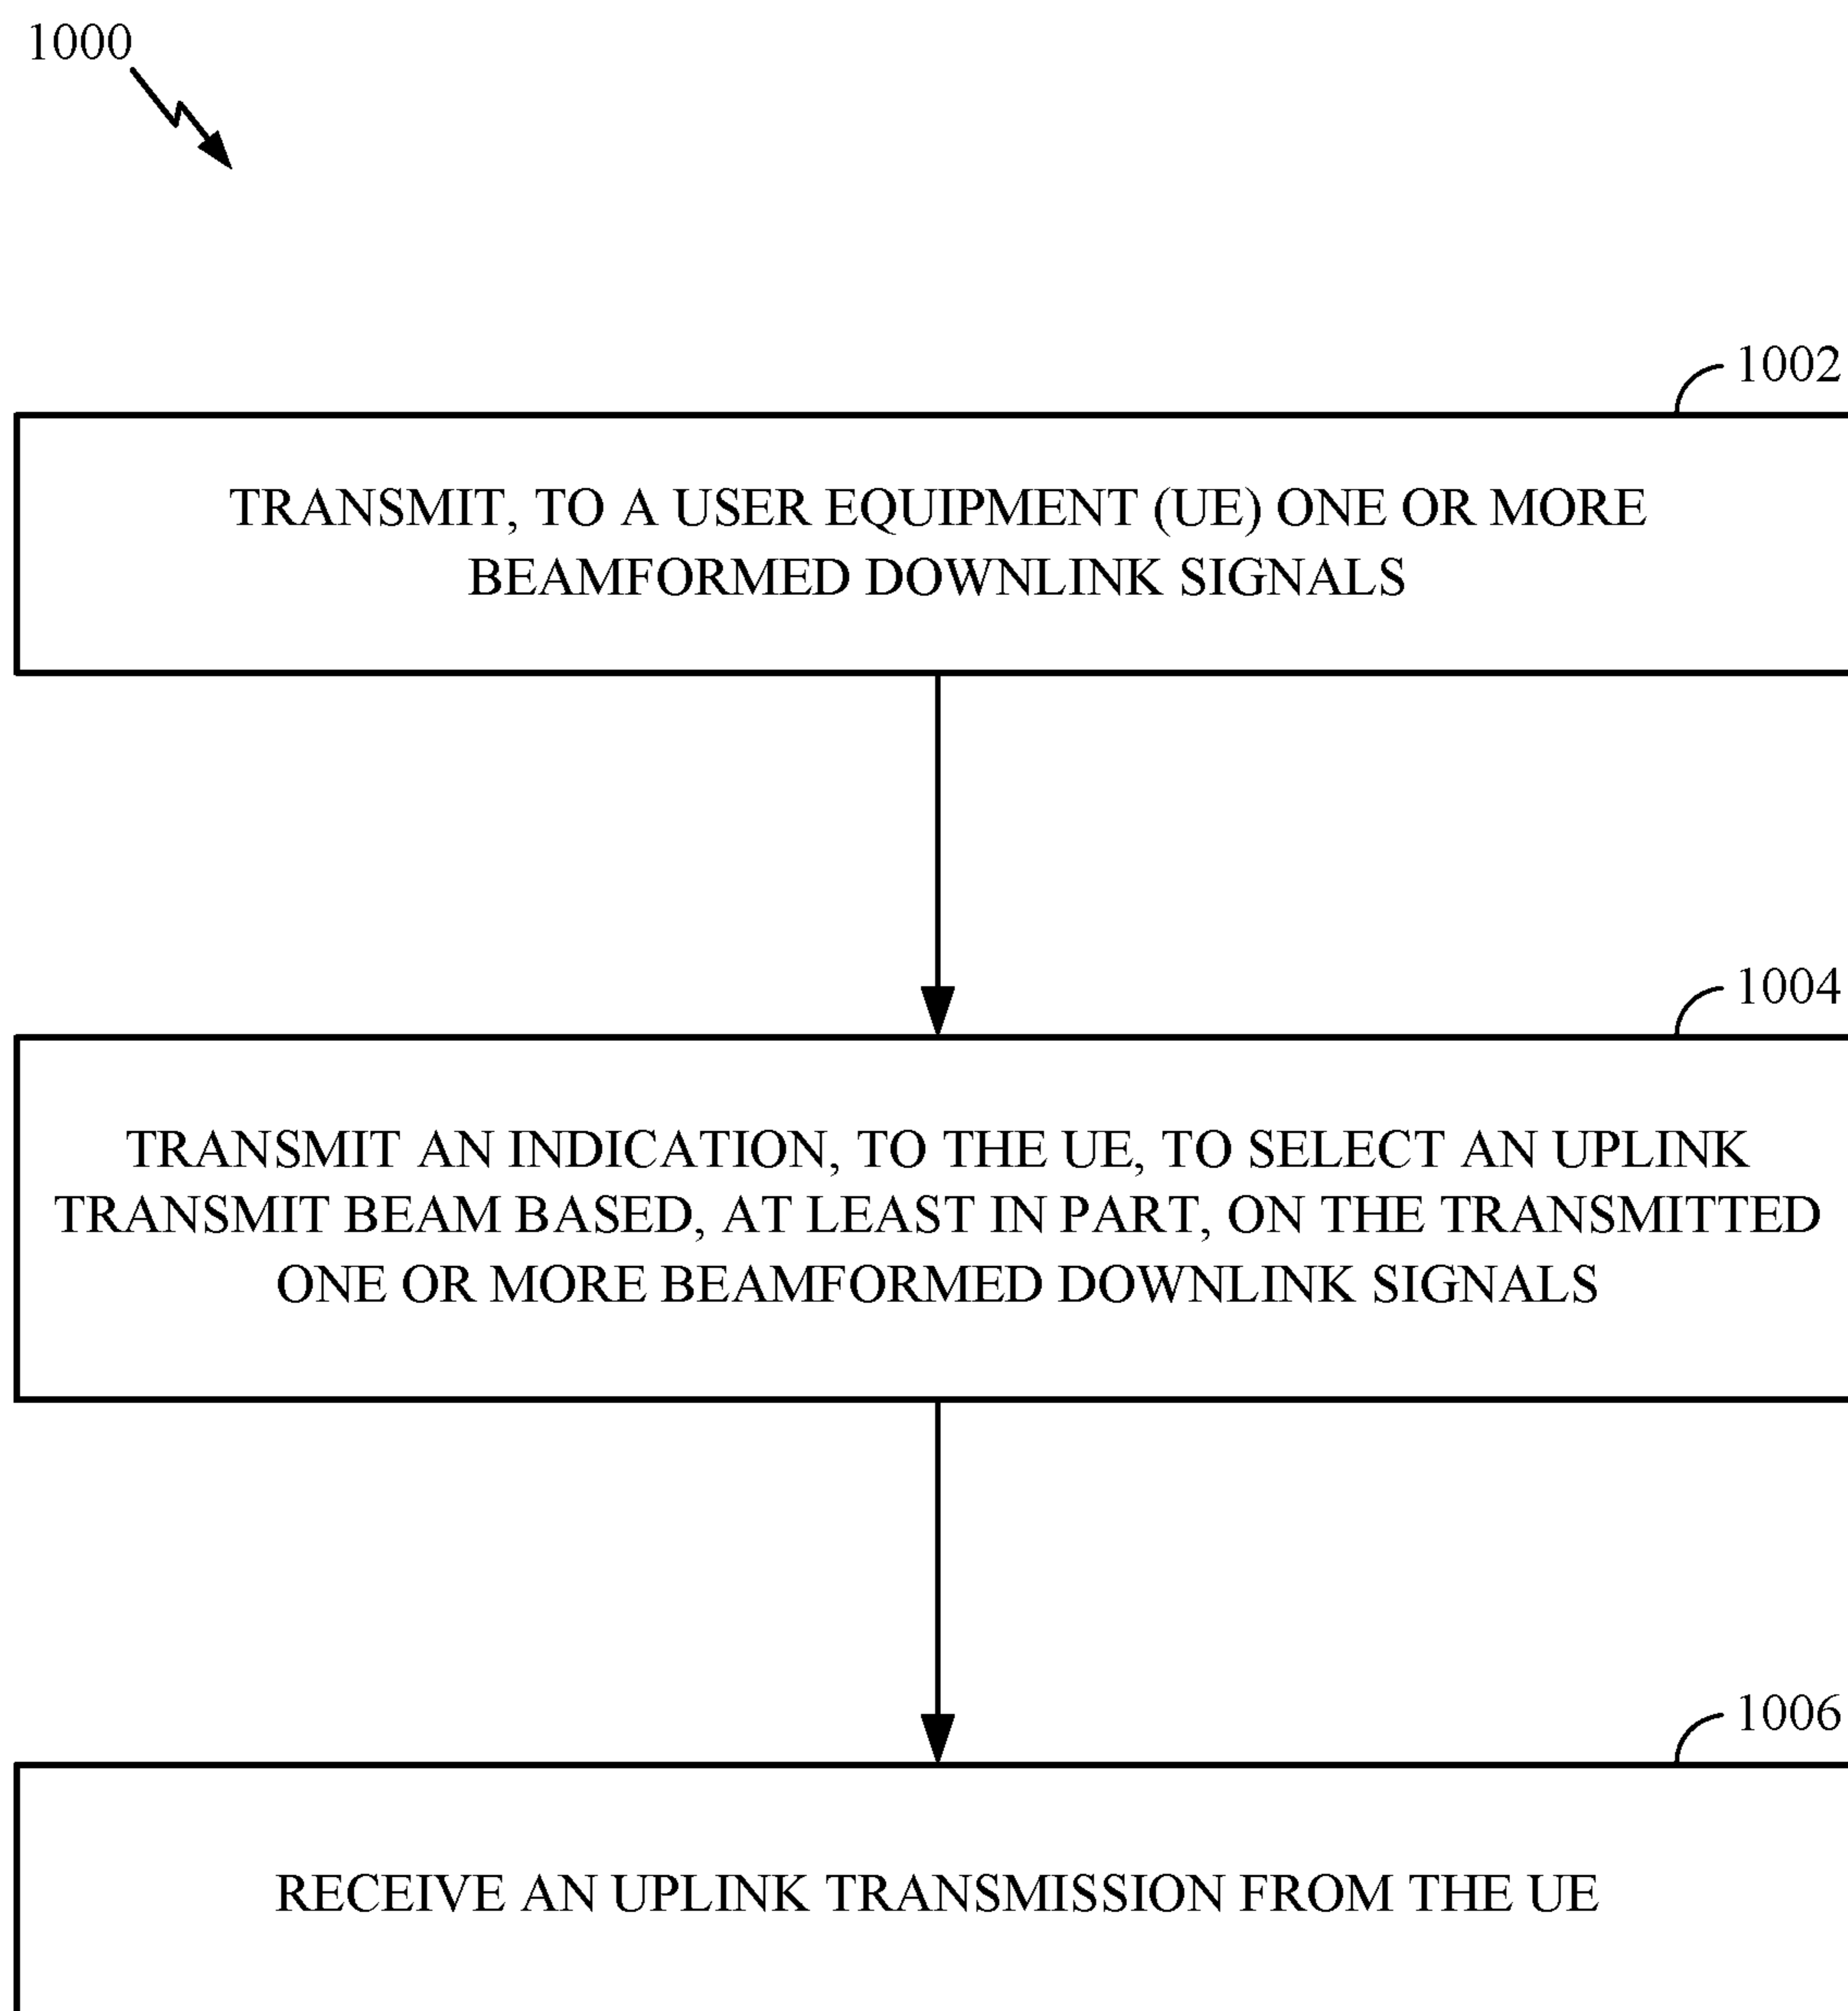 1000
1002
TRANSMIT, TO A USER EQUIPMENT (UE) ONE OR MORE
BEAMFORMED DOWNLINK SIGNALS
1004
TRANSMIT AN INDICATION, TO THE UE, TO SELECT AN UPLINK
TRANSMIT BEAM BASED, AT LEAST IN PART, ON THE TRANSMITTED
ONE OR MORE BEAMFORMED DOWNLINK SIGNALS
1006
RECEIVE AN UPLINK TRANSMISSION FROM THE UE